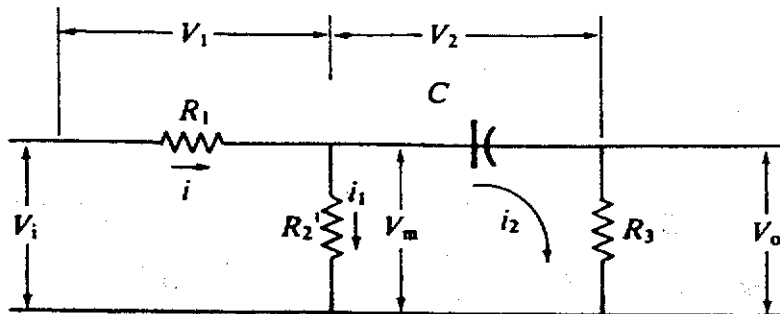 V₁ V₂
C
R₁
i
Vᵢ R₂ i₁ Vₘ i₂ R₃ Vₒ